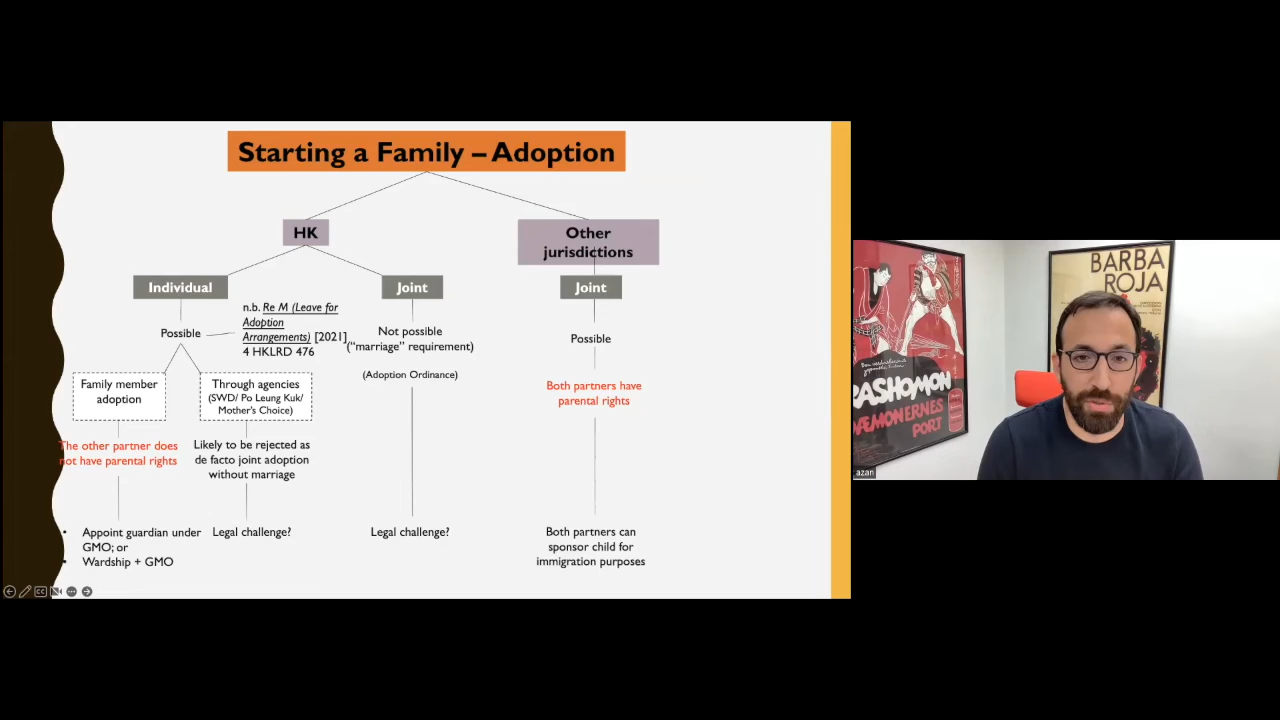 Starting a Family – Adoption
HK
Other
jurisdictions
Individual
Joint
Joint
Possible
n.b. Re M (Leave for
Adoption
Arrangements) [2021]
4 HKLRD 476
Not possible
("marriage" requirement)
(Adoption Ordinance)
Possible
Family member
adoption
Through agencies
(SWD/ Po Leung Kuk/
Mother's Choice)
Both partners have
parental rights
The other partner does
not have parental rights
Likely to be rejected as
de facto joint adoption
without marriage
• Appoint guardian under
GMO; or
• Wardship + GMO
Legal challenge?
Legal challenge?
Both partners can
sponsor child for
immigration purposes
BARBA
ROJA
RASHOMON
DÆMONERNES
PORT
azan